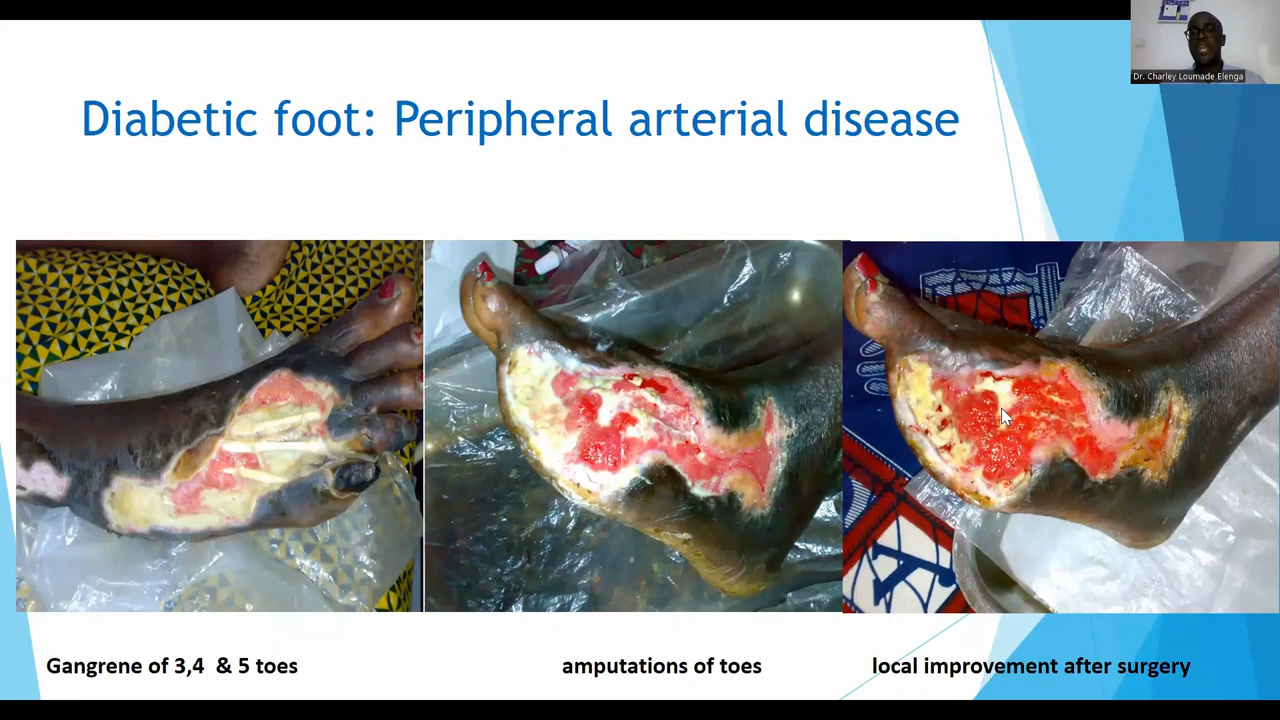 Dr. Charley Loumade Elenga
Diabetic foot: Peripheral arterial disease
Gangrene of 3,4 & 5 toes
amputations of toes
local improvement after surgery